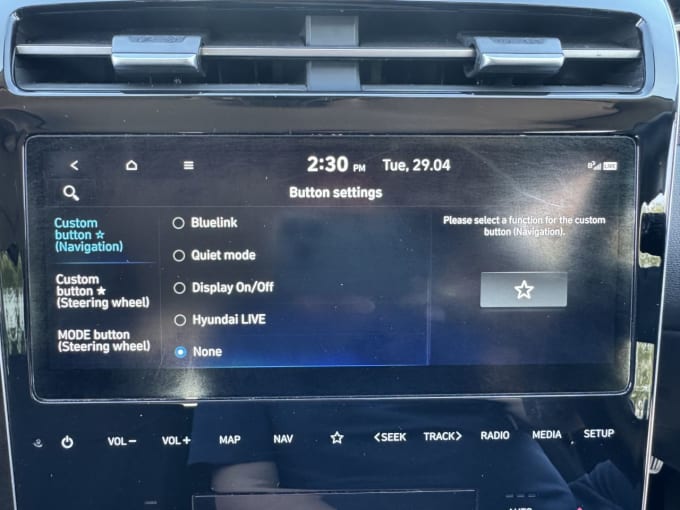 2:30 PM Tue, 29.04 LIVE
Button settings
Custom
button ☆
(Navigation)
Custom
button ★
(Steering wheel)
MODE button
(Steering wheel)
Bluelink
Quiet mode
Display On/Off
Hyundai LIVE
None
Please select a function for the custom
button (Navigation).
VOL− VOL+ MAP NAV ☆ <SEEK TRACK> RADIO MEDIA SETUP
AUTO